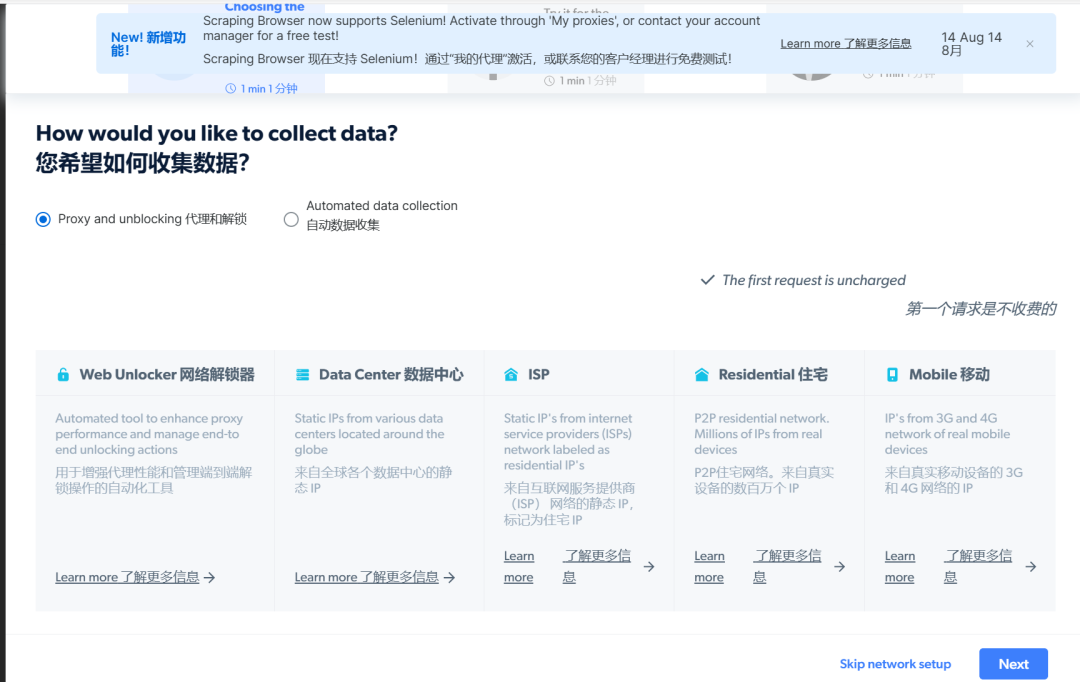 Choosing the
Try it for the
New! 新增功能!
Scraping Browser now supports Selenium! Activate through 'My proxies', or contact your account
manager for a free test!
Scraping Browser 现在支持 Selenium！通过“我的代理”激活，或联系您的客户经理进行免费测试！
Learn more 了解更多信息
14 Aug 14
8月
1 min 1 分钟
1 min 1 分钟
1 min 1 分钟
How would you like to collect data?
您希望如何收集数据？
Proxy and unblocking 代理和解锁
Automated data collection
自动数据收集
The first request is uncharged
第一个请求是不收费的
Web Unlocker 网络解锁器
Automated tool to enhance proxy
performance and manage end-to
end unlocking actions
用于增强代理性能和管理端到端解
锁操作的自动化工具
Learn more 了解更多信息
Data Center 数据中心
Static IPs from various data
centers located around the
globe
来自全球各个数据中心的静
态 IP
Learn more 了解更多信息
ISP
Static IP's from internet
service providers (ISPs)
network labeled as
residential IP's
来自互联网服务提供商
（ISP） 网络的静态 IP，
标记为住宅 IP
Learn
more
了解更多信
息
Residential 住宅
P2P residential network.
Millions of IPs from real
devices
P2P住宅网络。来自真实
设备的数百万个 IP
Learn
more
了解更多信
息
Mobile 移动
IP's from 3G and 4G
network of real mobile
devices
来自真实移动设备的 3G
和 4G 网络的 IP
Learn
more
了解更多信
息
Skip network setup
Next